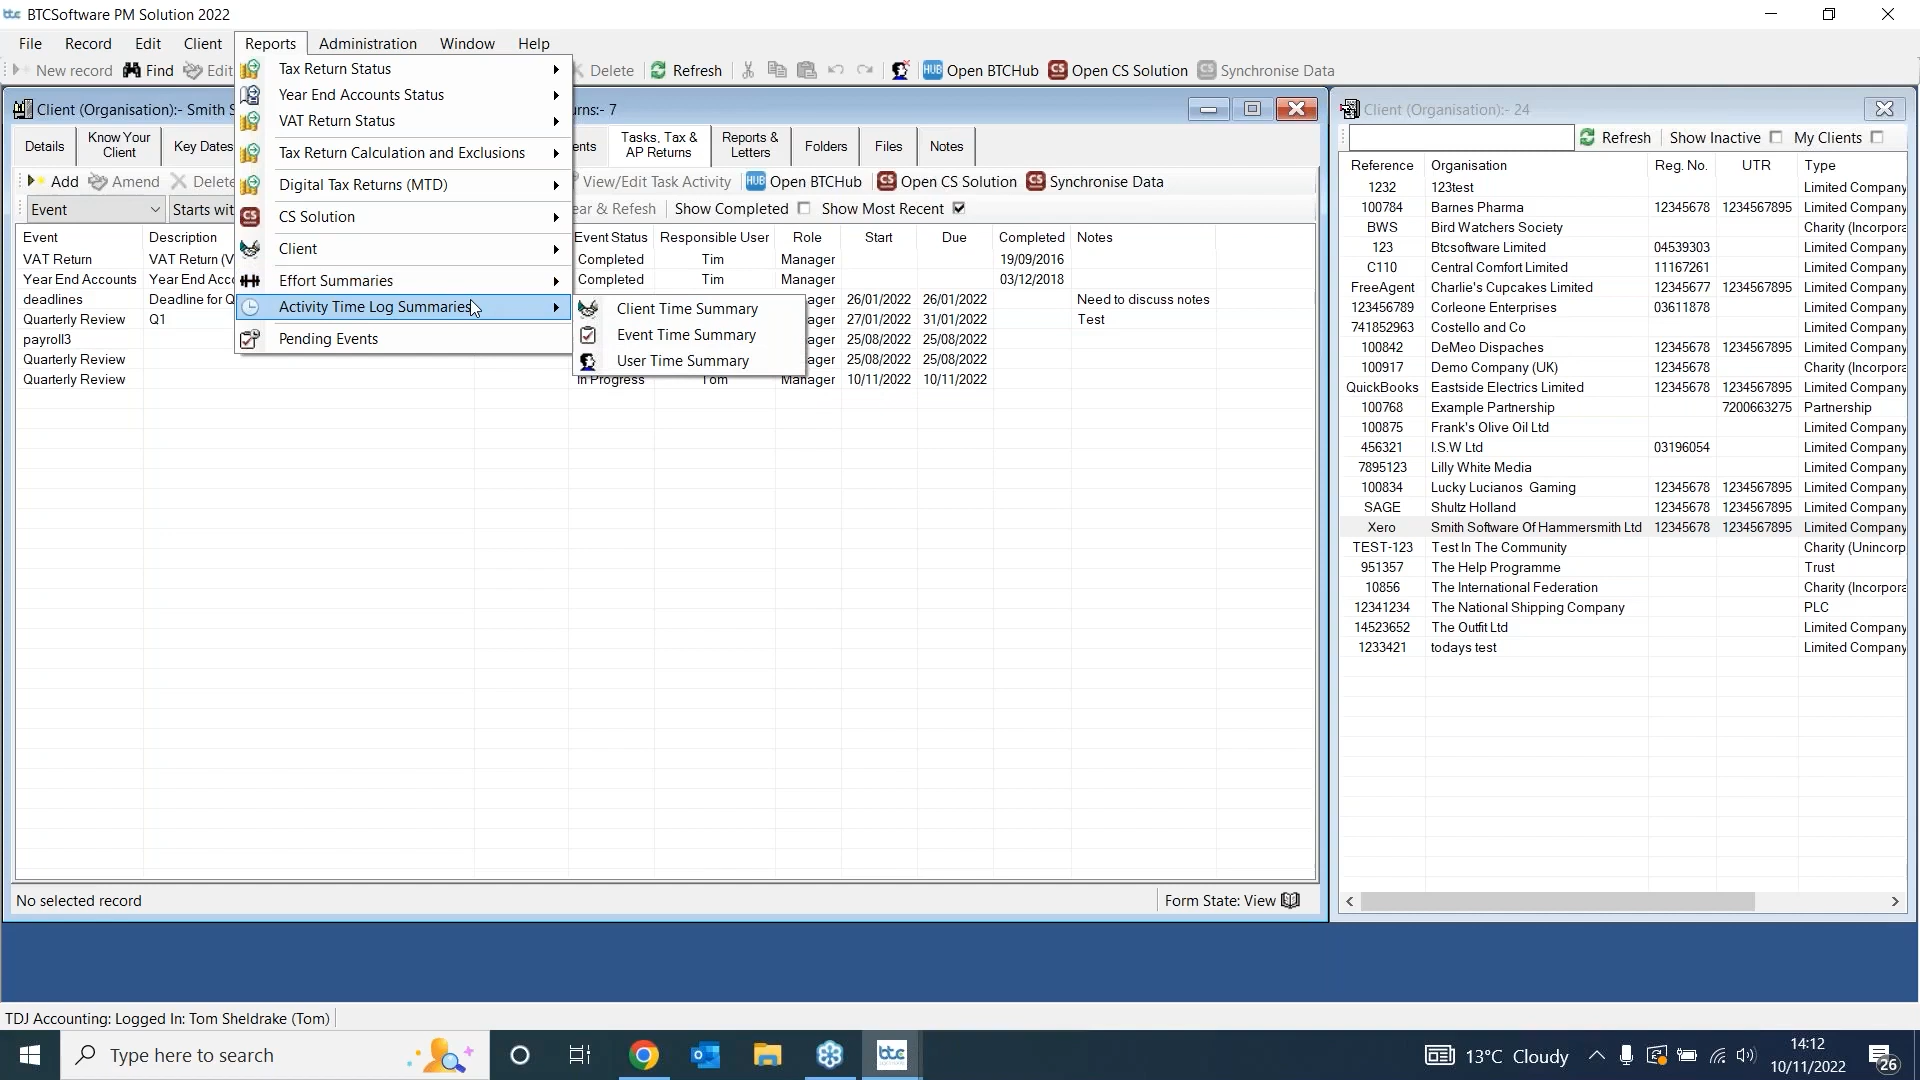 btc BTCSoftware PM Solution 2022
File Record Edit Client Reports Administration Window Help
New record Find Edit Delete Refresh HUB Open BTCHub CS Open CS Solution CS Synchronise Data
Tax Return Status
Year End Accounts Status
VAT Return Status
Tax Return Calculation and Exclusions
Digital Tax Returns (MTD)
CS Solution
Client
Effort Summaries
Activity Time Log Summaries
Pending Events
Client Time Summary
Event Time Summary
User Time Summary
Client (Organisation):- Smith S
urns:- 7
Details Know Your Client Key Dates ents Tasks, Tax & AP Returns Reports & Letters Folders Files Notes
Add Amend Delete View/Edit Task Activity HUB Open BTCHub CS Open CS Solution CS Synchronise Data
Event Starts wit ear & Refesh Show Completed Show Most Recent
Event Description Event Status Responsible User Role Start Due Completed Notes
VAT Return VAT Return (V Completed Tim Manager 19/09/2016
Year End Accounts Year End Acco Completed Tim Manager 03/12/2018
deadlines Deadline for Q ager 26/01/2022 26/01/2022 Need to discuss notes
Quarterly Review Q1 ager 27/01/2022 31/01/2022 Test
payroll3 ager 25/08/2022 25/08/2022
Quarterly Review ager 25/08/2022 25/08/2022
Quarterly Review In Progress Tom Manager 10/11/2022 10/11/2022
No selected record
Form State: View
Client (Organisation):- 24
Refresh Show Inactive My Clients
Reference Organisation Reg. No. UTR Type
1232 123test Limited Company
100784 Barnes Pharma 12345678 1234567895 Limited Company
BWS Bird Watchers Society Charity (Incorpora
123 Btcsoftware Limited 04539303 Limited Company
C110 Central Comfort Limited 11167261 Limited Company
FreeAgent Charlie's Cupcakes Limited 12345677 1234567895 Limited Company
123456789 Corleone Enterprises 03611878 Limited Company
741852963 Costello and Co Limited Company
100842 DeMeo Dispaches 12345678 1234567895 Limited Company
100917 Demo Company (UK) 12345678 Charity (Incorpora
QuickBooks Eastside Electrics Limited 12345678 1234567895 Limited Company
100768 Example Partnership 7200663275 Partnership
100875 Frank's Olive Oil Ltd Limited Company
456321 I.S.W Ltd 03196054 Limited Company
7895123 Lilly White Media Limited Company
100834 Lucky Lucianos Gaming 12345678 1234567895 Limited Company
SAGE Shultz Holland 12345678 1234567895 Limited Company
Xero Smith Software Of Hammersmith Ltd 12345678 1234567895 Limited Company
TEST-123 Test In The Community Charity (Unincorp
951357 The Help Programme Trust
10856 The International Federation Charity (Incorpora
12341234 The National Shipping Company PLC
14523652 The Outfit Ltd Limited Company
1233421 todays test Limited Company
TDJ Accounting: Logged In: Tom Sheldrake (Tom)
Type here to search
btc
13°C Cloudy
14:12
10/11/2022
26